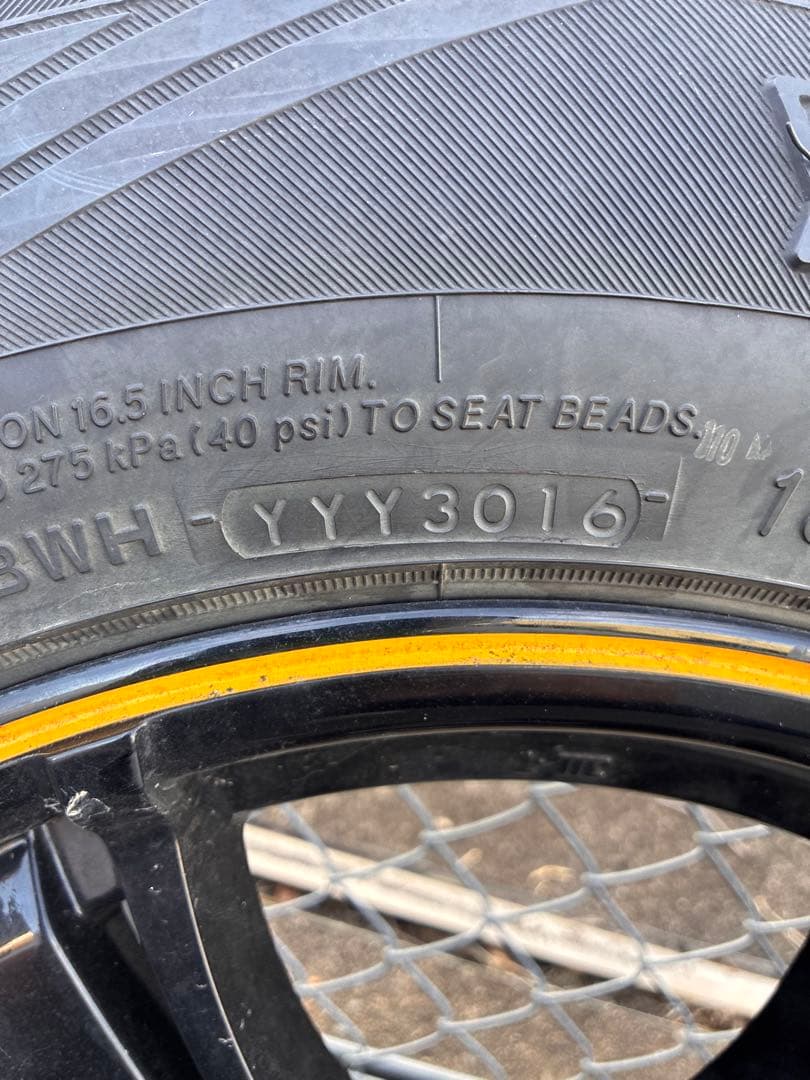 ON 16.5 INCH RIM.
275 kPa (40 psi) TO SEAT BEADS.
BWH - YYY3016 -